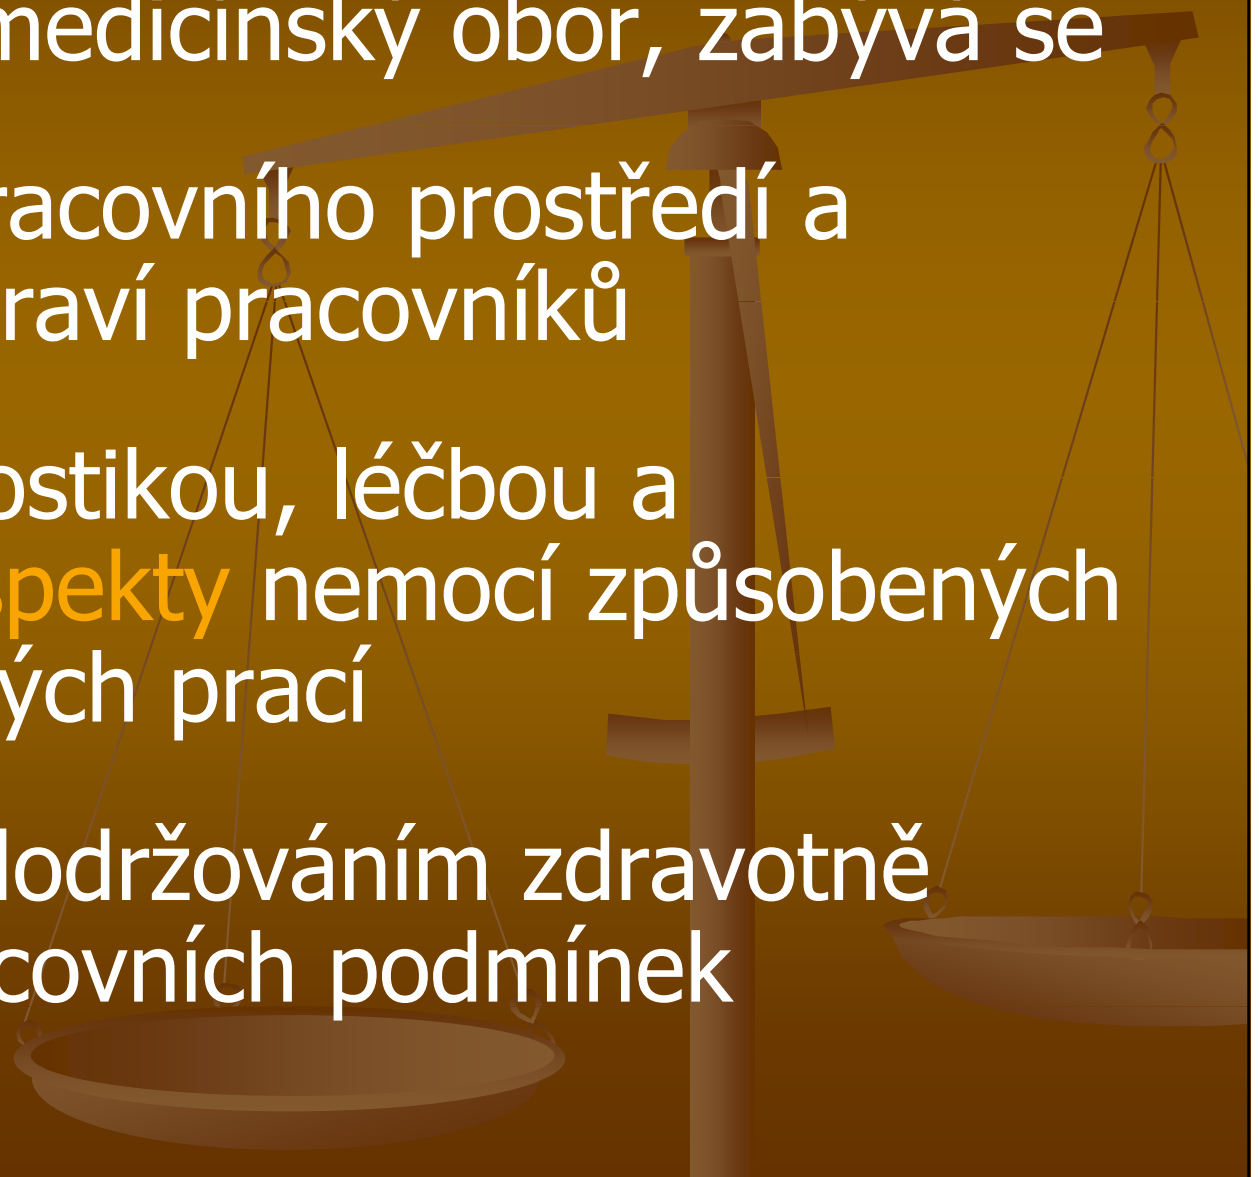 medicínský obor, zabývá se
racovního prostředí a
raví pracovníků
ostikou, léčbou a
spekty nemocí způsobených
ých prací
dodržováním zdravotně
covních podmínek